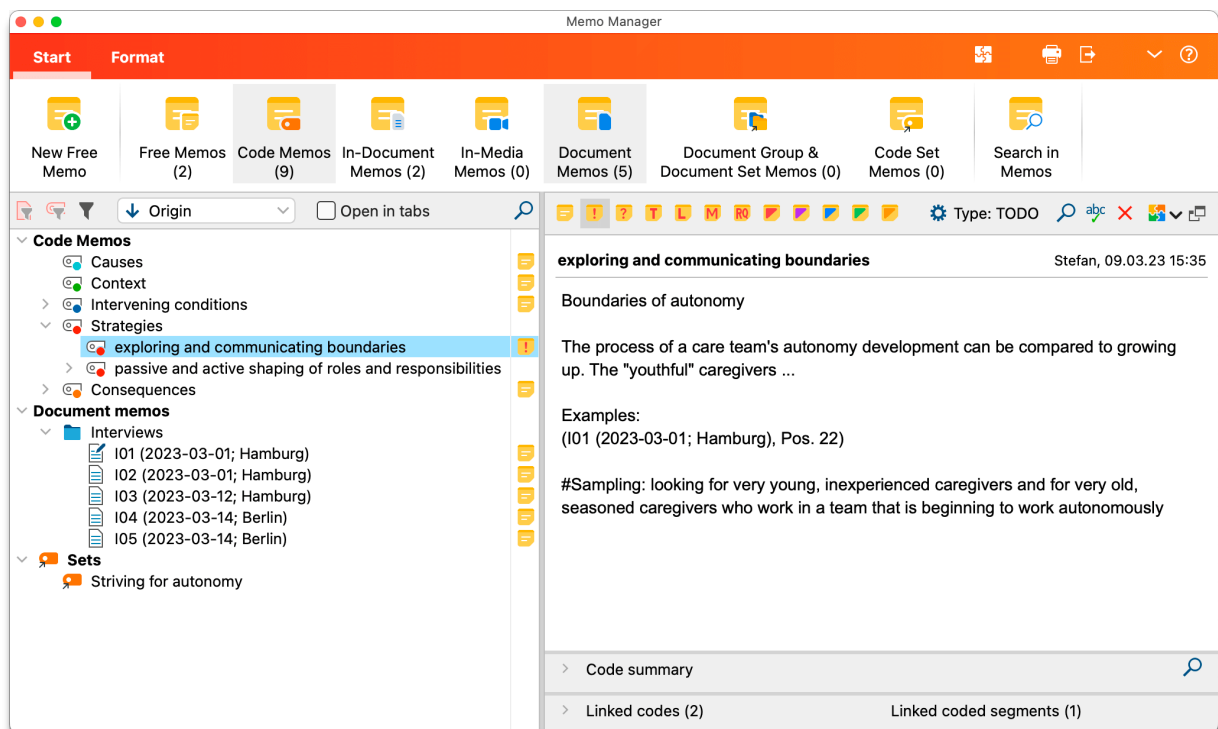 Memo Manager
Start Format
New Free Memo
Free Memos (2)
Code Memos (9)
In-Document Memos (2)
In-Media Memos (0)
Document Memos (5)
Document Group & Document Set Memos (0)
Code Set Memos (0)
Search in Memos
Origin
Open in tabs
! ? T L M RQ
Type: TODO
abc
Code Memos
Causes
Context
Intervening conditions
Strategies
exploring and communicating boundaries
!
passive and active shaping of roles and responsibilities
Consequences
Document memos
Interviews
I01 (2023-03-01; Hamburg)
I02 (2023-03-01; Hamburg)
I03 (2023-03-12; Hamburg)
I04 (2023-03-14; Berlin)
I05 (2023-03-14; Berlin)
Sets
Striving for autonomy
exploring and communicating boundaries
Stefan, 09.03.23 15:35
Boundaries of autonomy
The process of a care team's autonomy development can be compared to growing
up. The "youthful" caregivers ...
Examples:
(I01 (2023-03-01; Hamburg), Pos. 22)
#Sampling: looking for very young, inexperienced caregivers and for very old,
seasoned caregivers who work in a team that is beginning to work autonomously
Code summary
Linked codes (2)
Linked coded segments (1)